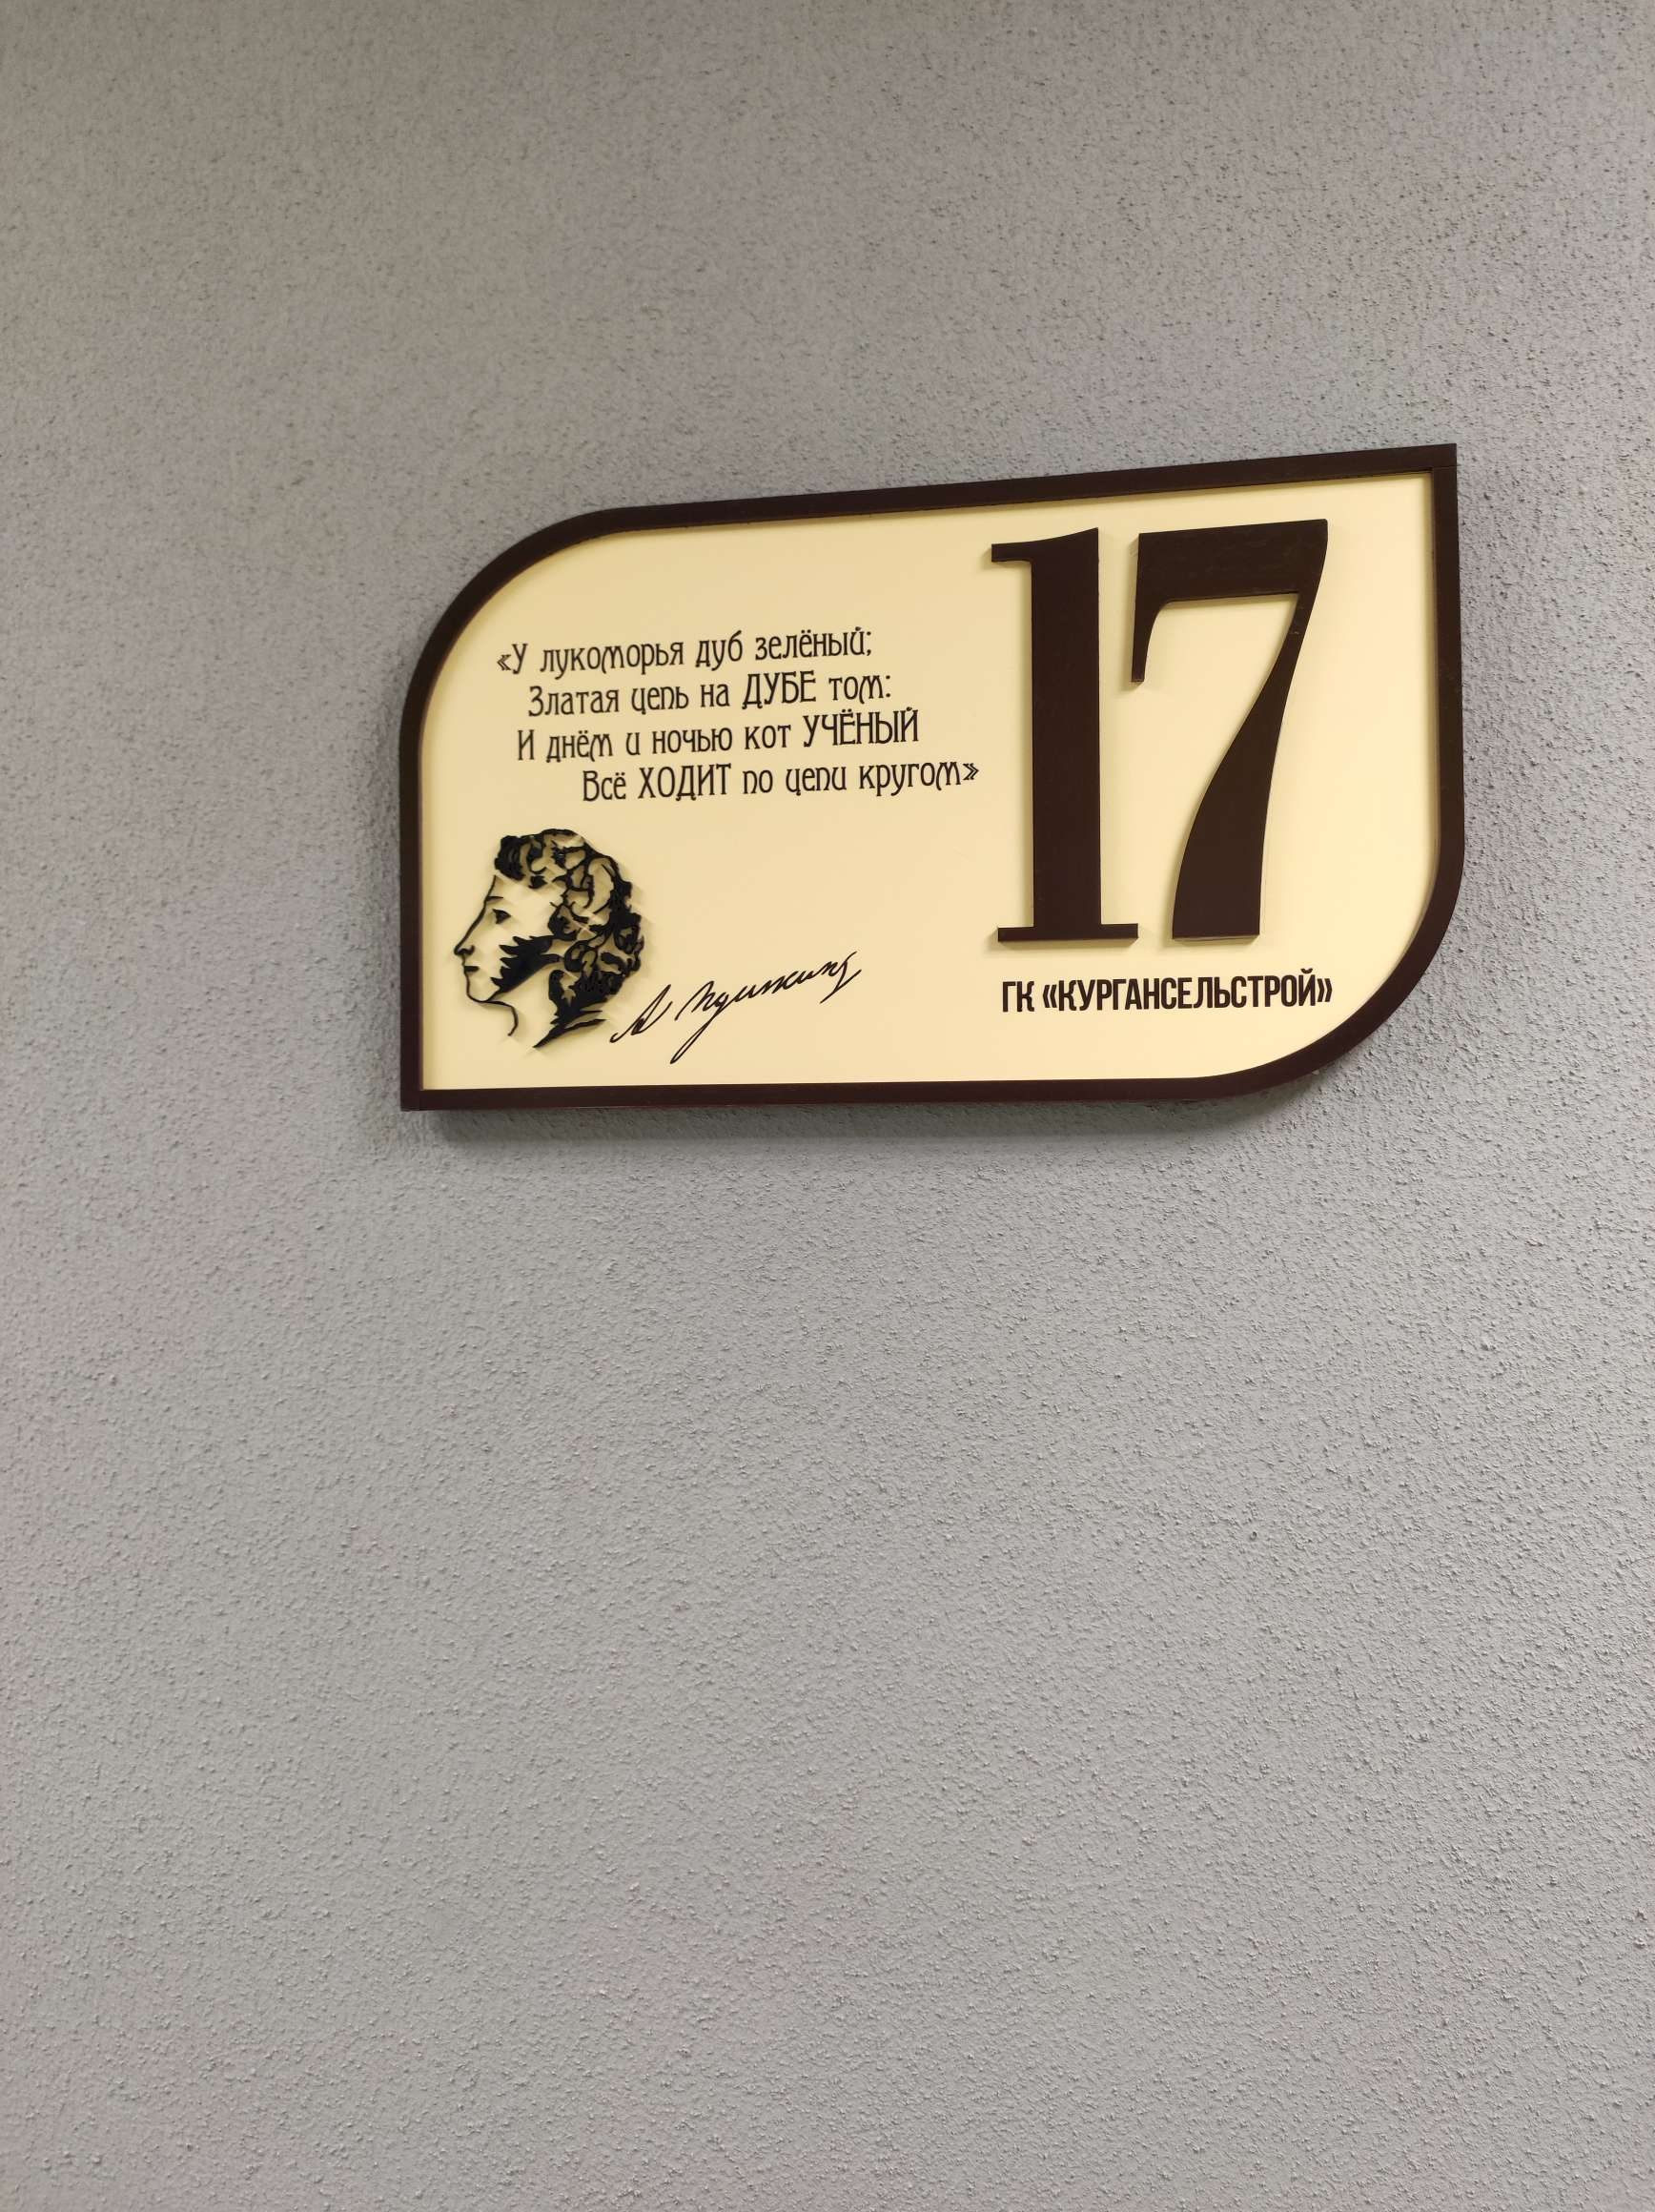 «У лукоморья дуб зелёный;
Златая цепь на ДУБЕ том:
И днём и ночью кот УЧЁНЫЙ
Всё ХОДИТ по цепи кругом»
17
А Пушкинъ
ГК «КУРГАНСЕЛЬСТРОЙ»